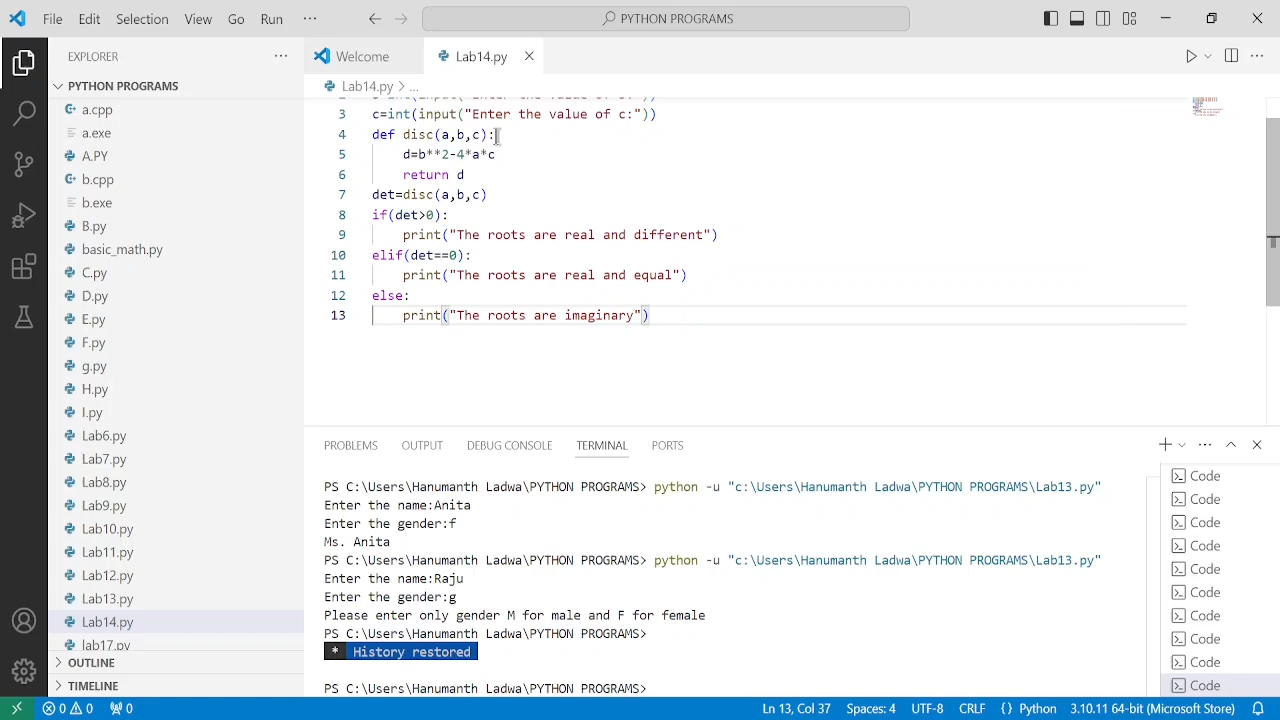 File Edit Selection View Go Run ··· PYTHON PROGRAMS
EXPLORER ···
Welcome
Lab14.py
PYTHON PROGRAMS
Lab14.py > ...
a.cpp
a.exe
A.PY
b.cpp
b.exe
B.py
basic_math.py
C.py
D.py
E.py
F.py
g.py
H.py
I.py
Lab6.py
Lab7.py
Lab8.py
Lab9.py
Lab10.py
Lab11.py
Lab12.py
Lab13.py
Lab14.py
lab17.py
OUTLINE
TIMELINE
3 c=int(input("Enter the value of c:"))
4 def disc(a,b,c):
5 d=b**2-4*a*c
6 return d
7 det=disc(a,b,c)
8 if(det>0):
9 print("The roots are real and different")
10 elif(det==0):
11 print("The roots are real and equal")
12 else:
13 print("The roots are imaginary")
PROBLEMS OUTPUT DEBUG CONSOLE TERMINAL PORTS
PS C:\Users\Hanumanth Ladwa\PYTHON PROGRAMS> python -u "c:\Users\Hanumanth Ladwa\PYTHON PROGRAMS\Lab13.py"
Enter the name:Anita
Enter the gender:f
Ms. Anita
PS C:\Users\Hanumanth Ladwa\PYTHON PROGRAMS> python -u "c:\Users\Hanumanth Ladwa\PYTHON PROGRAMS\Lab13.py"
Enter the name:Raju
Enter the gender:g
Please enter only gender M for male and F for female
PS C:\Users\Hanumanth Ladwa\PYTHON PROGRAMS>
* History restored
PS C:\Users\Hanumanth Ladwa\PYTHON PROGRAMS>
Code
Code
Code
Code
Code
Code
Code
Code
Code
Code
0 0 0 Ln 13, Col 37 Spaces: 4 UTF-8 CRLF {} Python 3.10.11 64-bit (Microsoft Store)